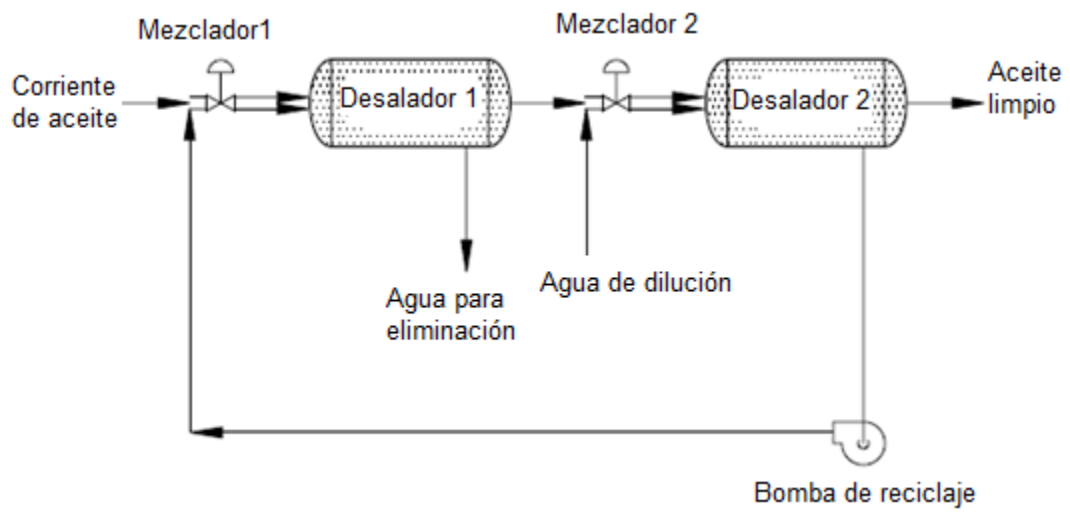 Mezclador1
Mezclador 2
Corriente
de aceite
Desalador 1
Desalador 2
Aceite
limpio
Agua para
eliminación
Agua de dilución
Bomba de reciclaje